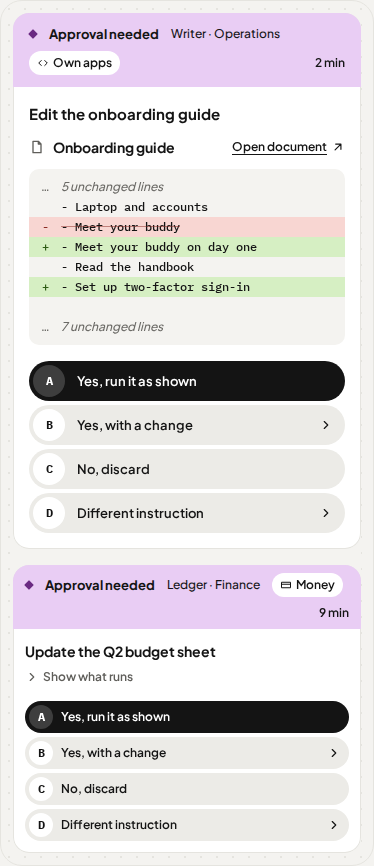 Approval needed Writer · Operations
Own apps 2 min
Edit the onboarding guide
Onboarding guide Open document
... 5 unchanged lines
- Laptop and accounts
- - Meet your buddy
+ - Meet your buddy on day one
- Read the handbook
+ - Set up two-factor sign-in
... 7 unchanged lines
A Yes, run it as shown
B Yes, with a change
C No, discard
D Different instruction
Approval needed Ledger · Finance Money
9 min
Update the Q2 budget sheet
Show what runs
A Yes, run it as shown
B Yes, with a change
C No, discard
D Different instruction